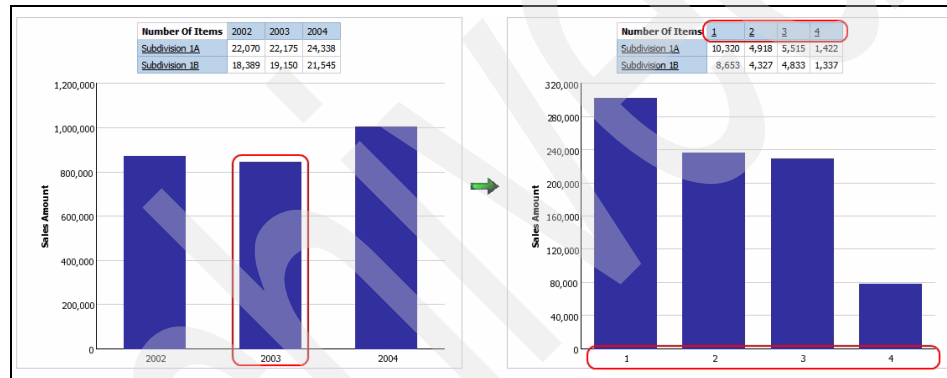 Number Of Items 2002 2003 2004
Subdivision 1A 22,070 22,175 24,338
Subdivision 1B 18,389 19,150 21,545
1,200,000
1,000,000
800,000
600,000
400,000
200,000
0
Sales Amount
2002 2003 2004
Number Of Items 1 2 3 4
Subdivision 1A 10,320 4,918 5,515 1,422
Subdivision 1B 8,653 4,327 4,833 1,337
320,000
280,000
240,000
200,000
160,000
120,000
80,000
40,000
0
Sales Amount
1 2 3 4